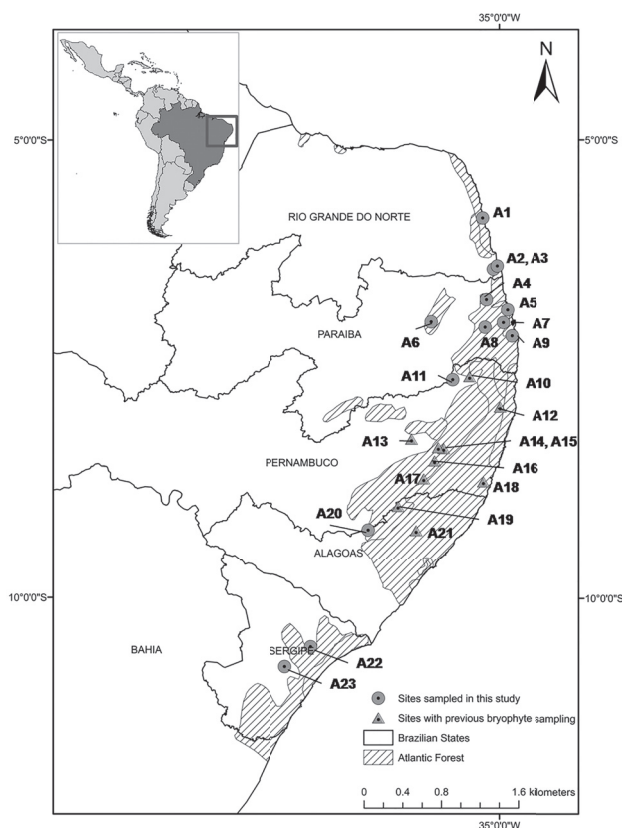 35°0'0"W
N
5°0'0"S
5°0'0"S
A1
RIO GRANDE DO NORTE
A2, A3
A4
A5
A6
PARAIBA
A8
A7
A9
A11
A10
A12
A13
A14, A15
PERNAMBUCO
A16
A17
A18
A20
A19
A21
ALAGOAS
10°0'0"S
10°0'0"S
BAHIA
SERGIPE
A22
A23
Sites sampled in this study
Sites with previous bryophyte sampling
Brazilian States
Atlantic Forest
0 0.4 0.8 1.6 kilometers
35°0'0"W